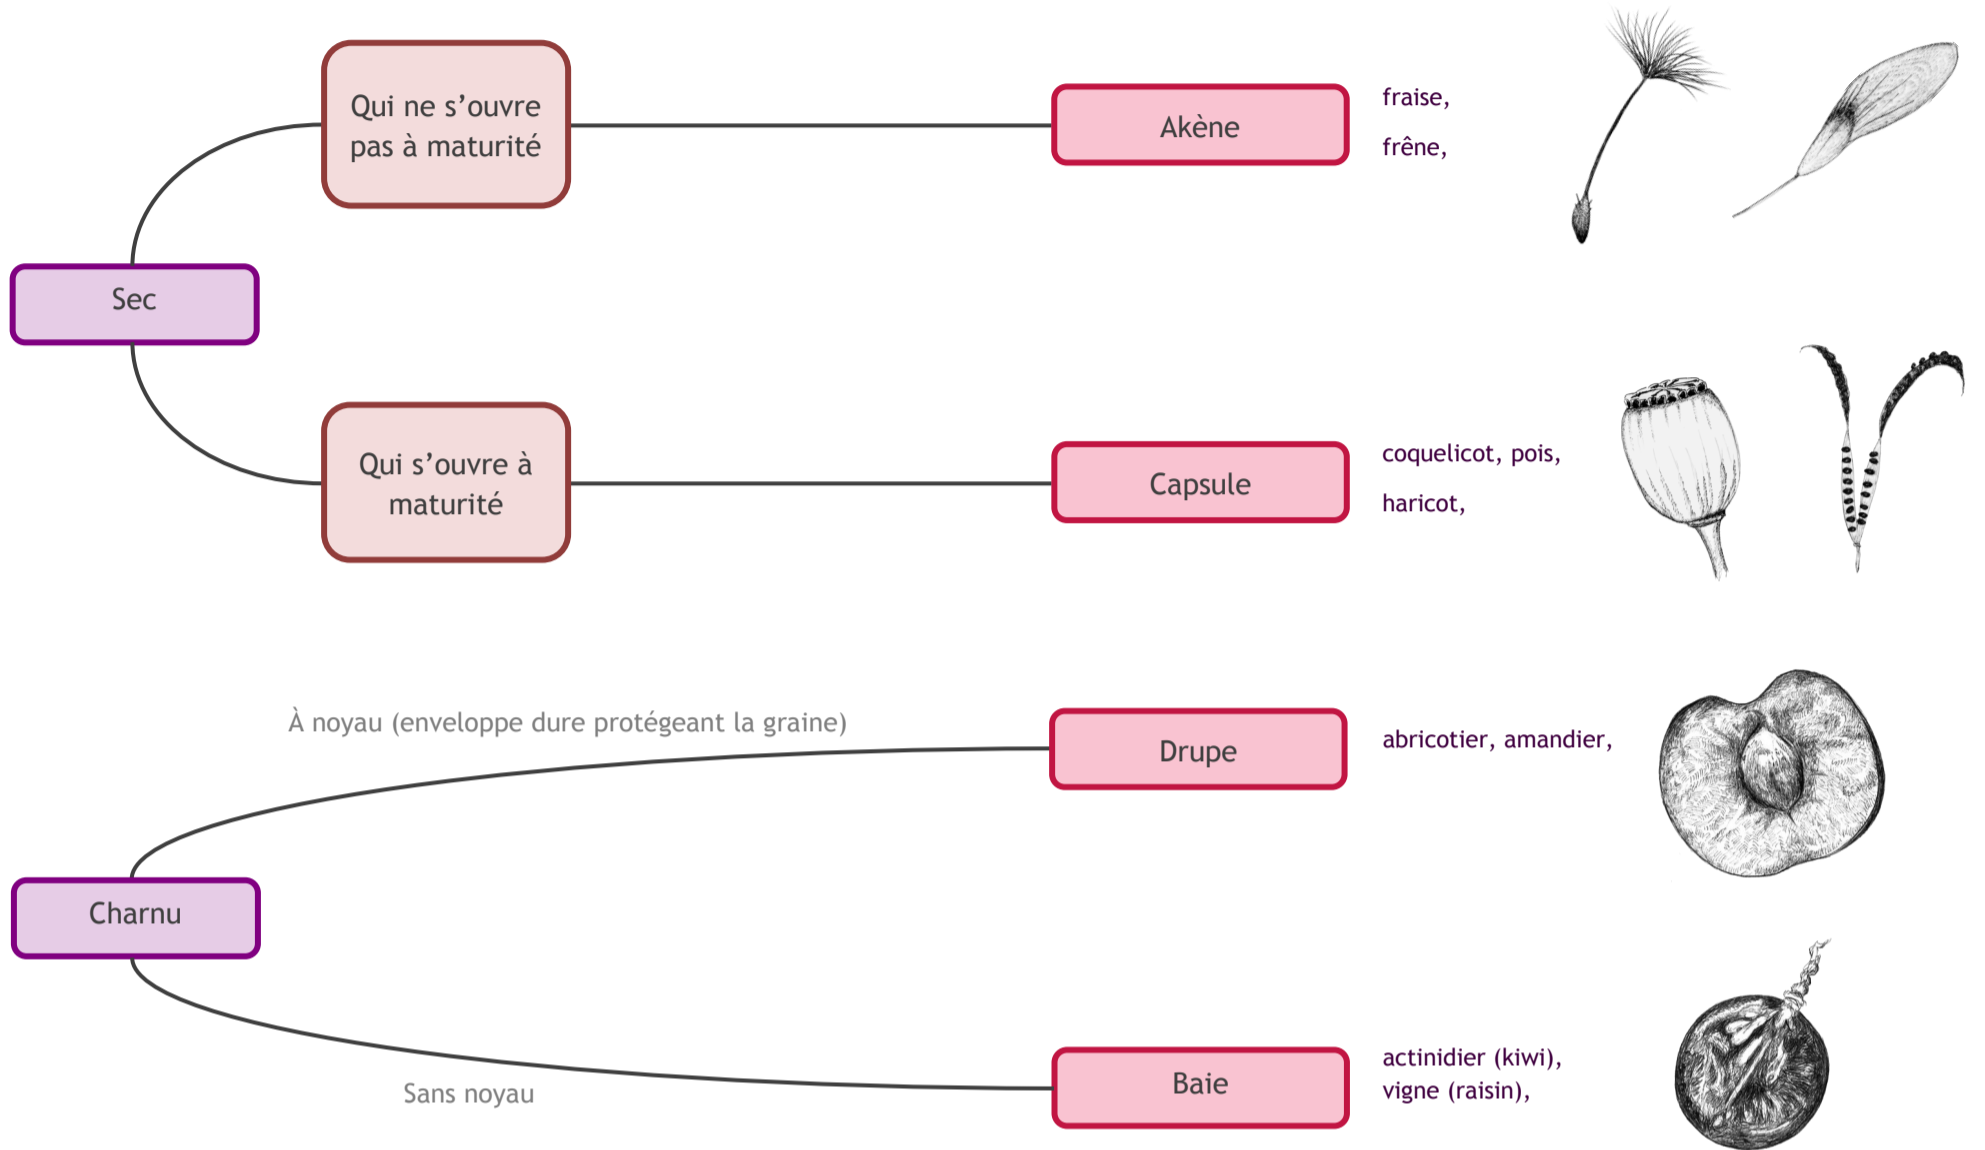 Qui ne s’ouvre
pas à maturité
Akène
fraise,
frêne,
Sec
Qui s’ouvre à
maturité
Capsule
coquelicot, pois,
haricot,
À noyau (enveloppe dure protégeant la graine)
Drupe
abricotier, amandier,
Charnu
Sans noyau
Baie
actinidier (kiwi),
vigne (raisin),